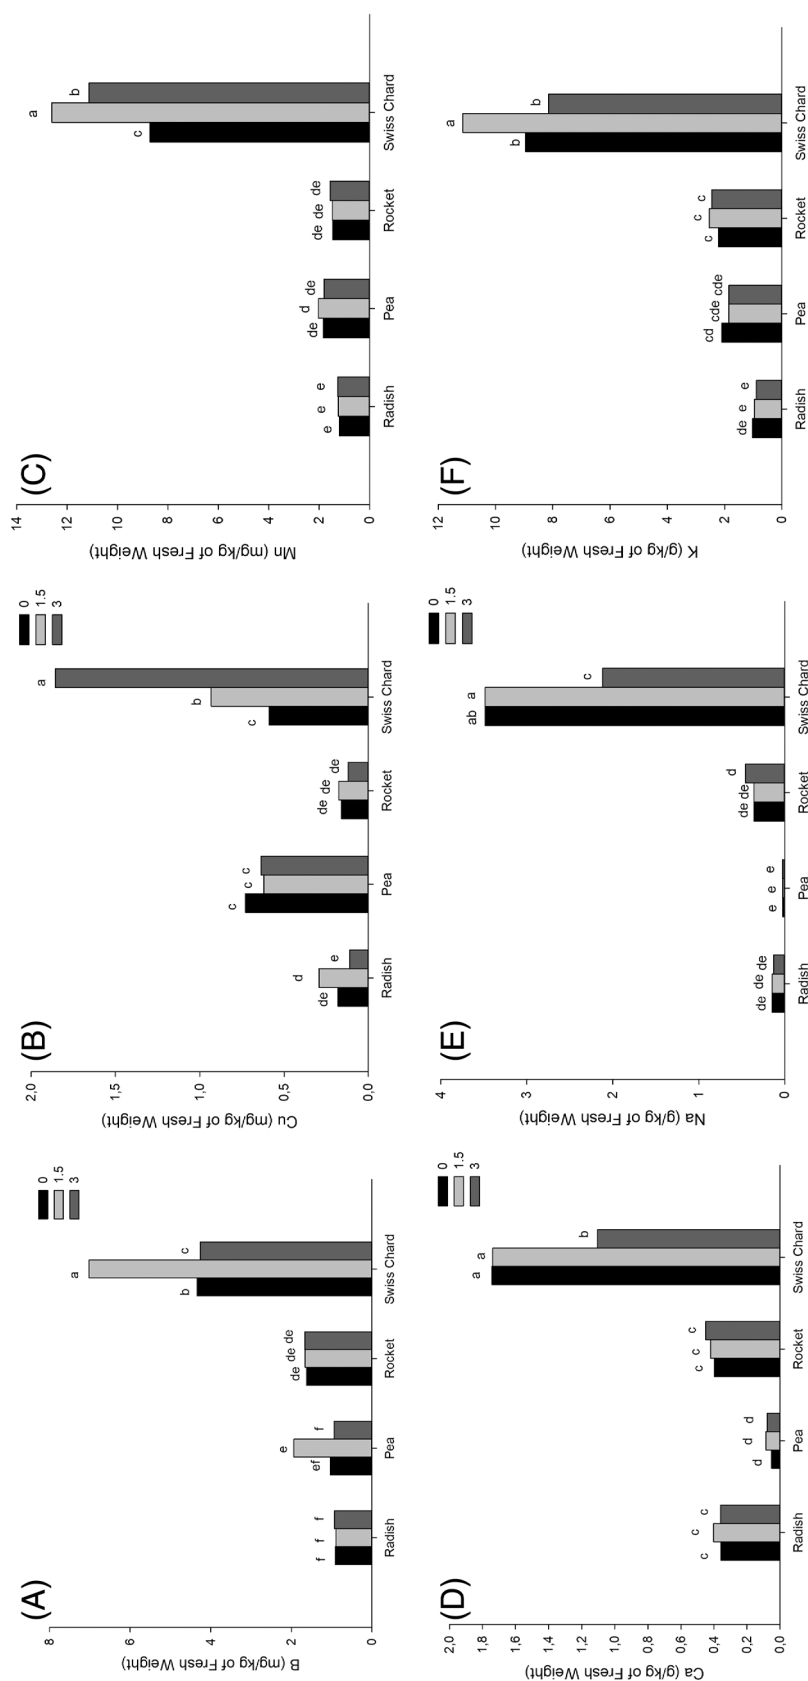 (A)
B (mg/kg of Fresh Weight)
8
6
4
2
0
0
1.5
3
f f f
ef e f
de de de
b a c
Radish Pea Rocket Swiss Chard
(B)
Cu (mg/kg of Fresh Weight)
2,0
1,5
1,0
0,5
0,0
0
1.5
3
de d e
c c c
de de de
c b a
Radish Pea Rocket Swiss Chard
(C)
Mn (mg/kg of Fresh Weight)
14
12
10
8
6
4
2
0
e e e
de d de
de de de
c a b
Radish Pea Rocket Swiss Chard
(D)
Ca (g/kg of Fresh Weight)
2,0
1,8
1,6
1,4
1,2
1,0
0,8
0,6
0,4
0,2
0,0
0
1.5
3
c c c
d d d
c c c
a a b
Radish Pea Rocket Swiss Chard
(E)
Na (g/kg of Fresh Weight)
4
3
2
1
0
0
1.5
3
de de de
e e e
de de d
ab a c
Radish Pea Rocket Swiss Chard
(F)
K (g/kg of Fresh Weight)
12
10
8
6
4
2
0
de e e
cd cde cde
c c c
b a b
Radish Pea Rocket Swiss Chard